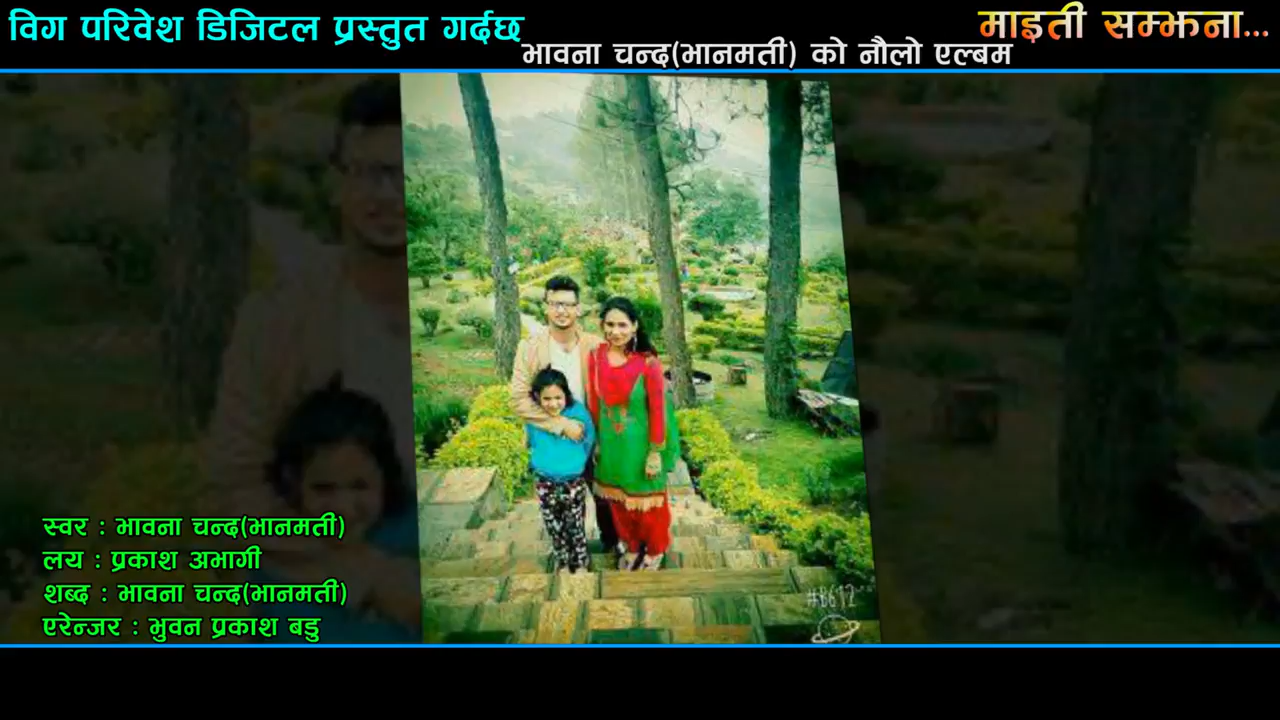 विग परिवेश डिजिटल प्रस्तुत गर्दछ
माइती सम्झना...
भावना चन्द(भानमती) को नौलो एल्बम
स्वर : भावना चन्द(भानमती)
लय : प्रकाश अभागी
शब्द : भावना चन्द(भानमती)
एरेन्जर : भुवन प्रकाश बडु
#B612